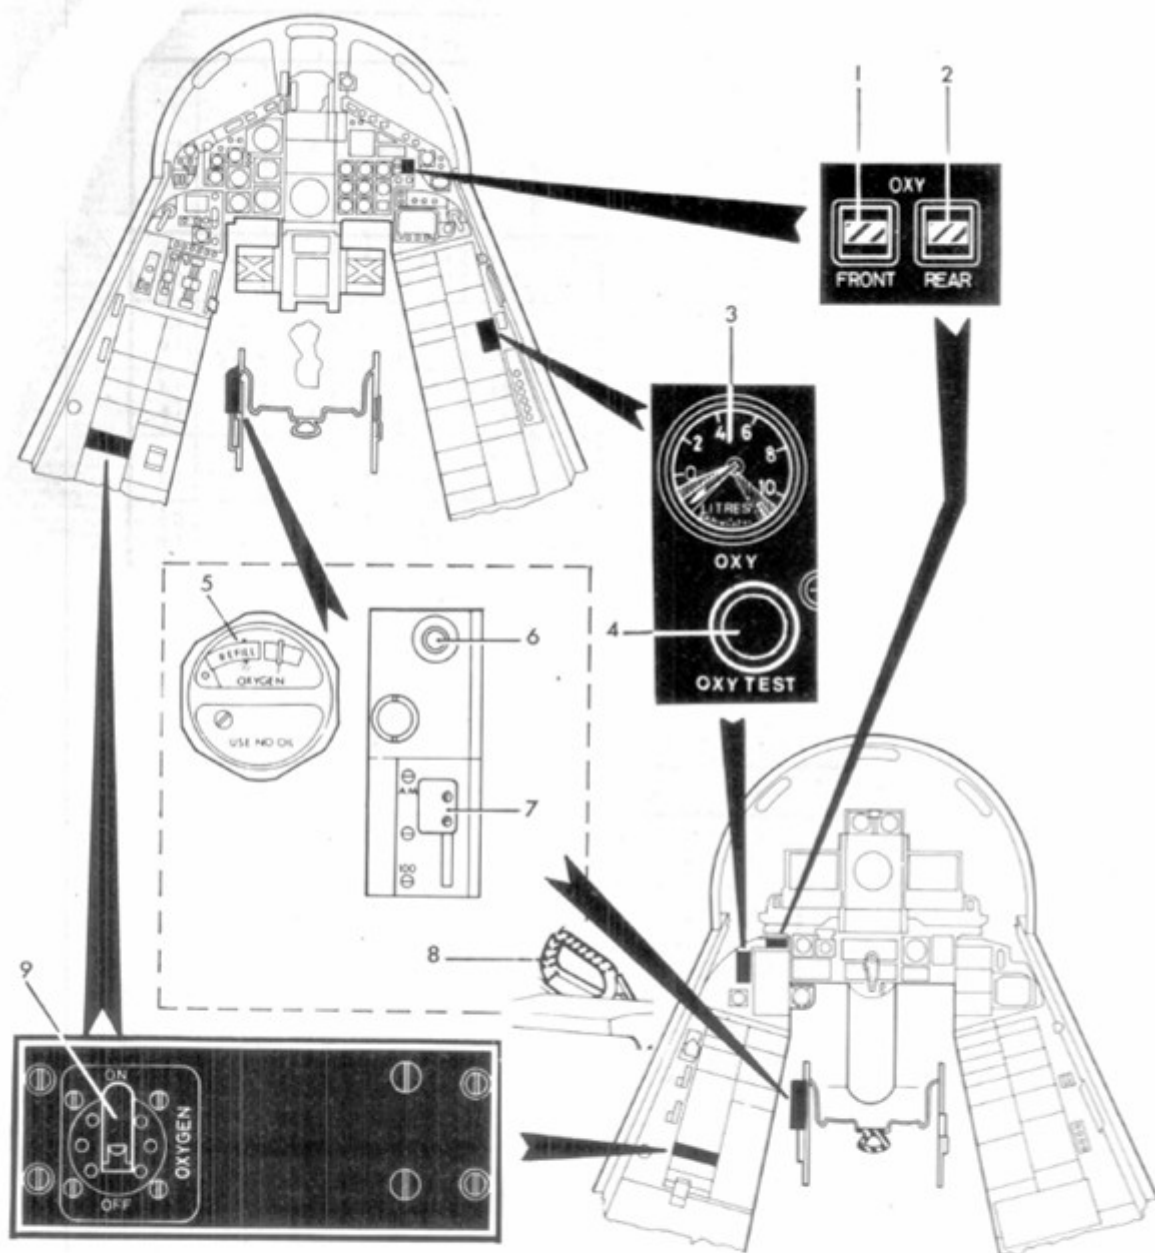 1 2
OXY
FRONT REAR
3
0 2 4 6 8 10
LITRES
OXY
4
OXY TEST
5
REFILL
OXYGEN
USE NO OIL
6
AM
7
100
8
9
ON
OXYGEN
OFF